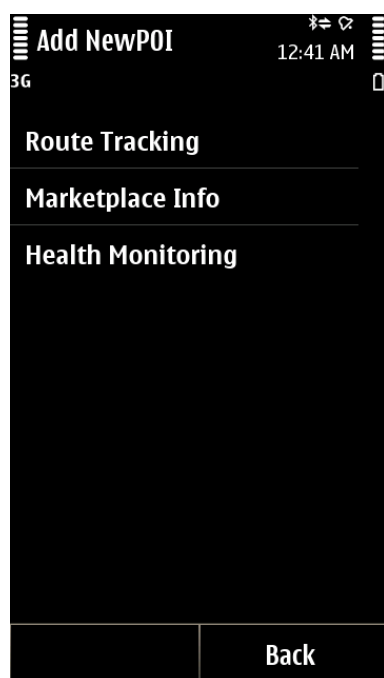 Add NewPOI
12:41 AM
3G
Route Tracking
Marketplace Info
Health Monitoring
Back